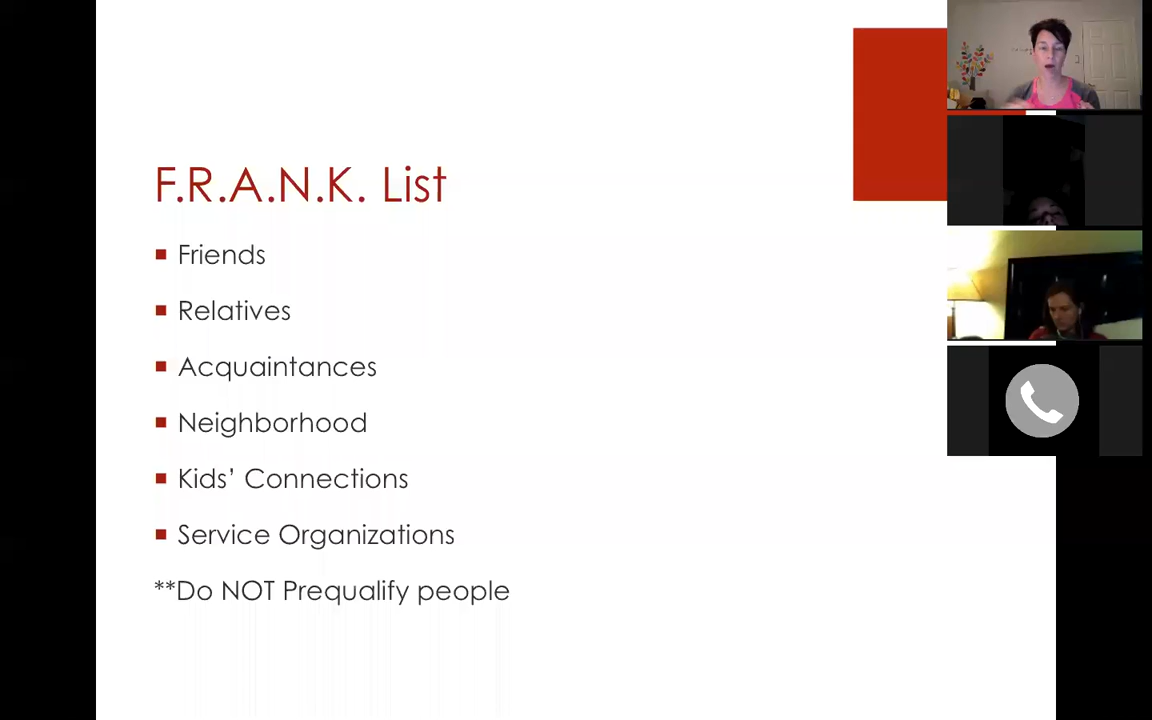 F.R.A.N.K. List
Friends
Relatives
Acquaintances
Neighborhood
Kids’ Connections
Service Organizations
**Do NOT Prequalify people